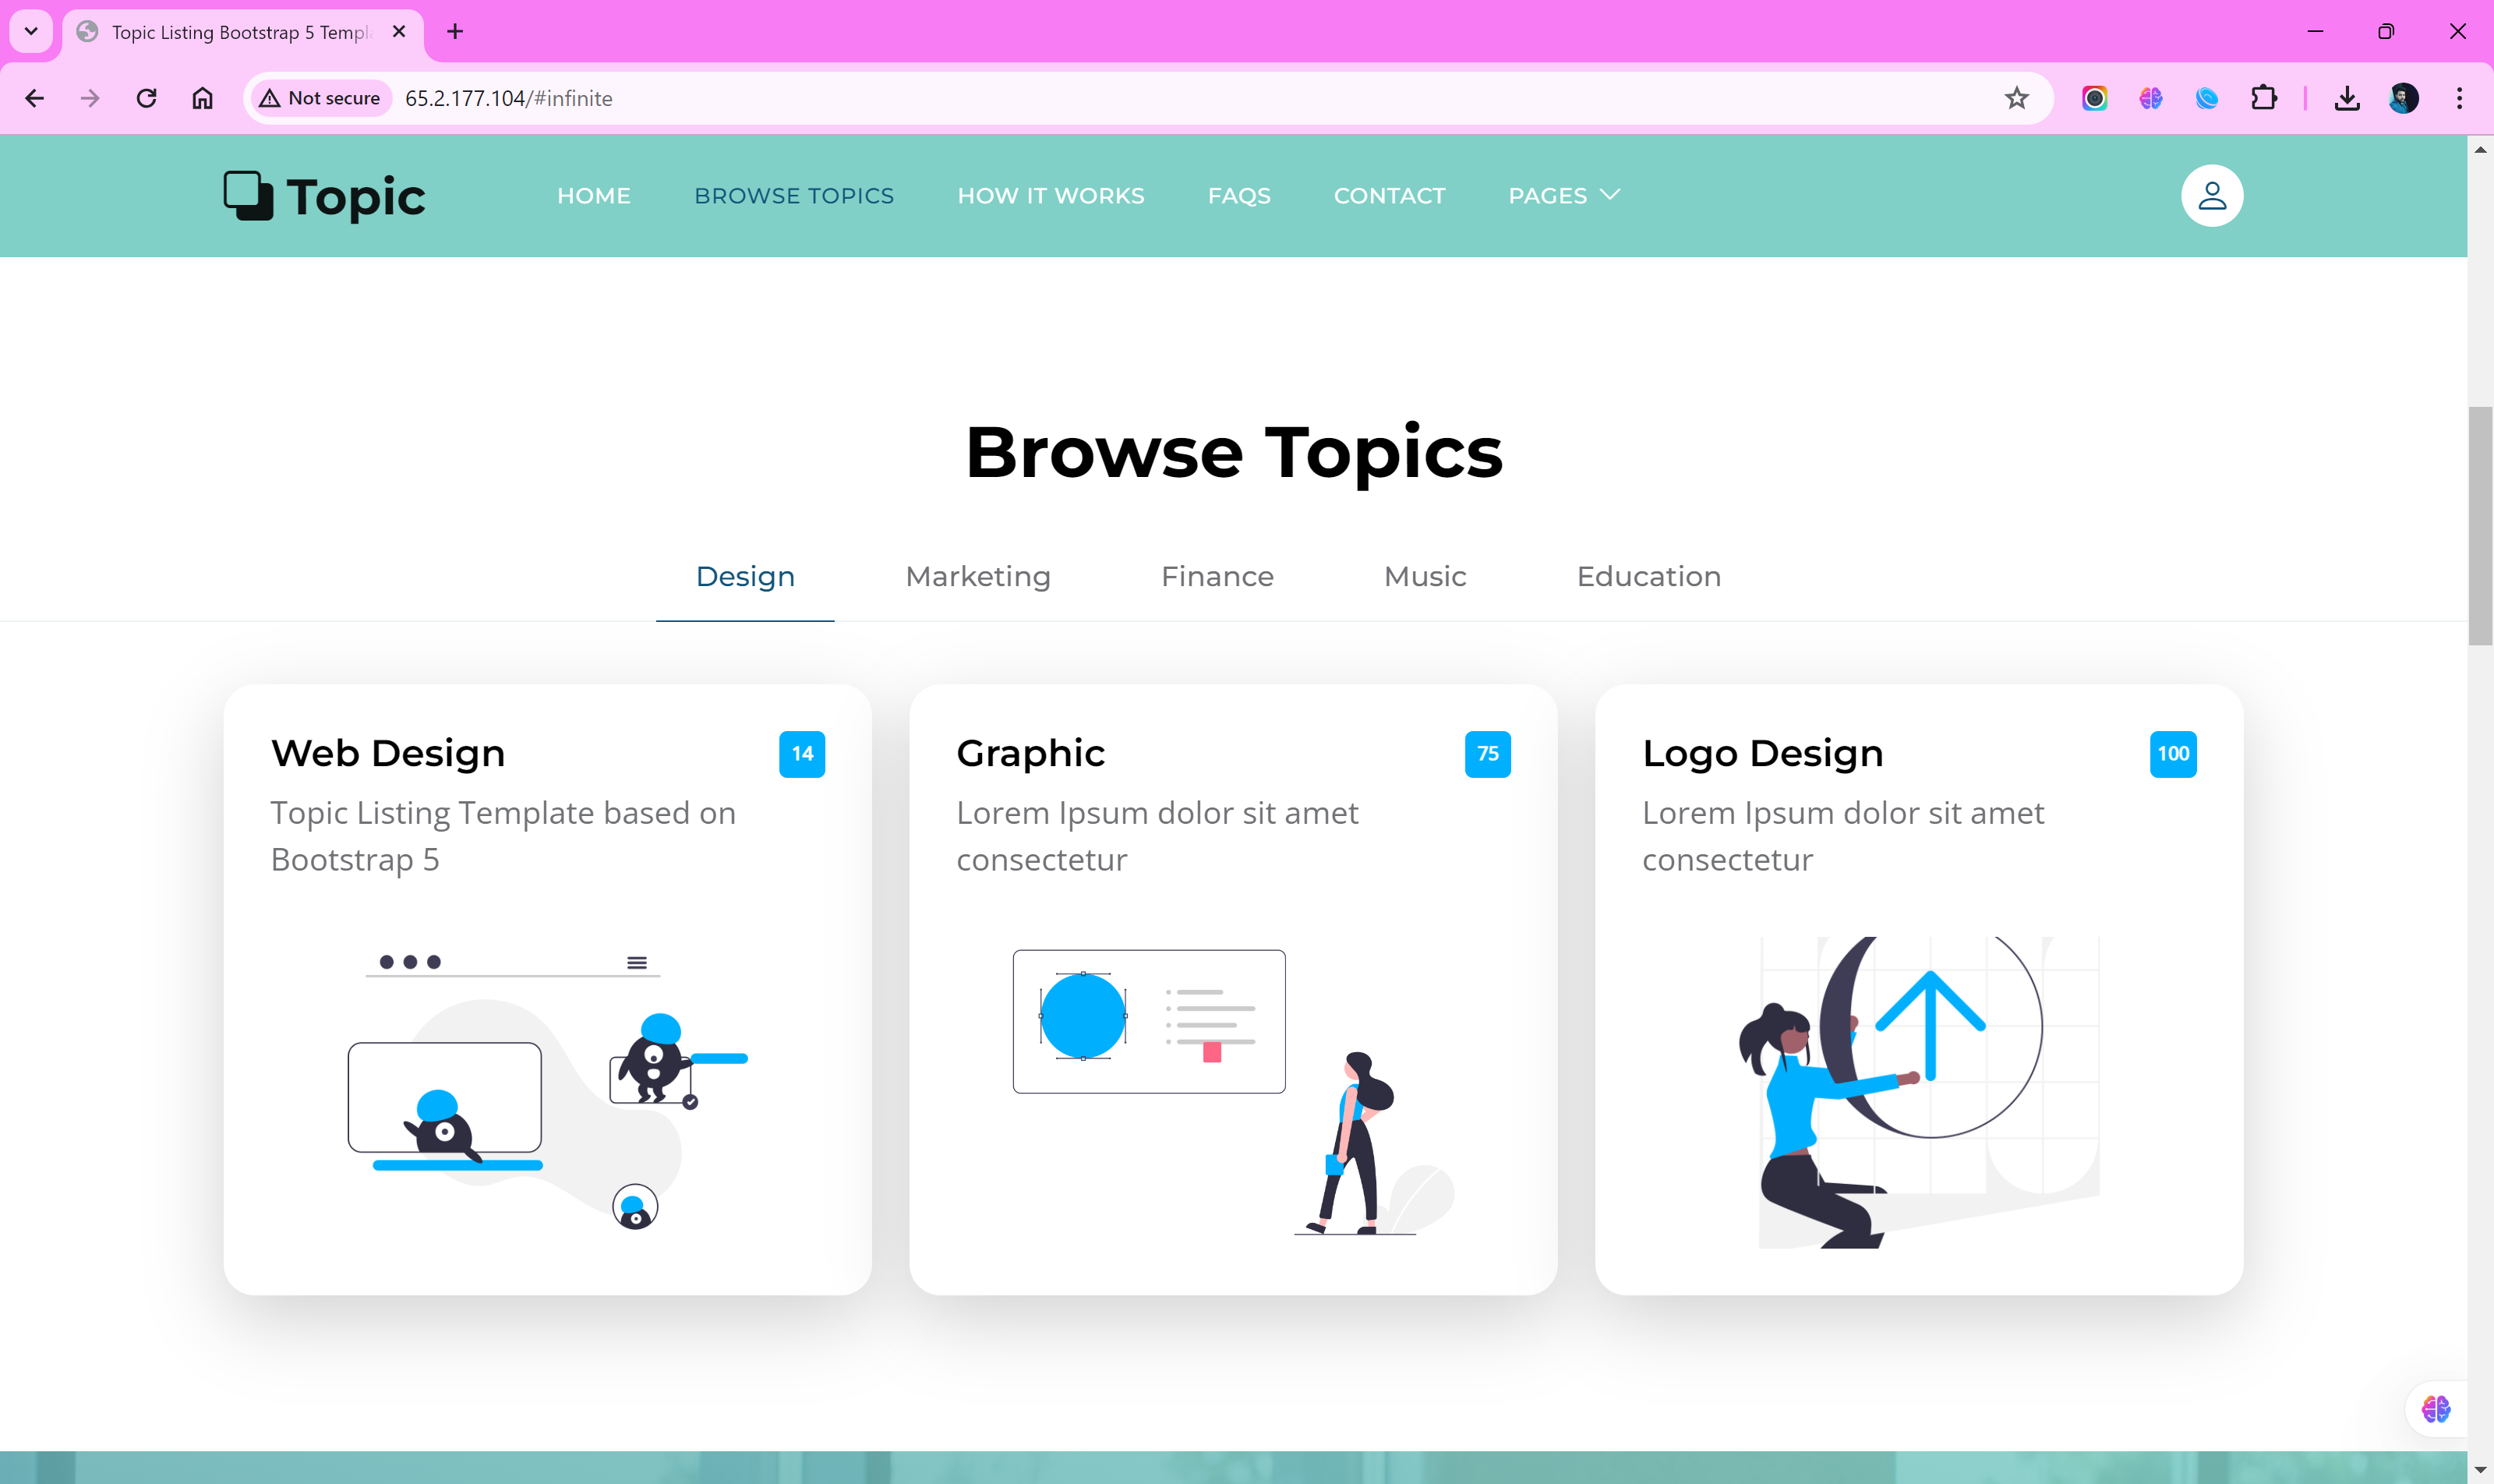 Topic Listing Bootstrap 5 Templ
Not secure
65.2.177.104/#infinite
Topic
HOME
BROWSE TOPICS
HOW IT WORKS
FAQS
CONTACT
PAGES
Browse Topics
Design
Marketing
Finance
Music
Education
Web Design
14
Topic Listing Template based on
Bootstrap 5
Graphic
75
Lorem Ipsum dolor sit amet
consectetur
Logo Design
100
Lorem Ipsum dolor sit amet
consectetur